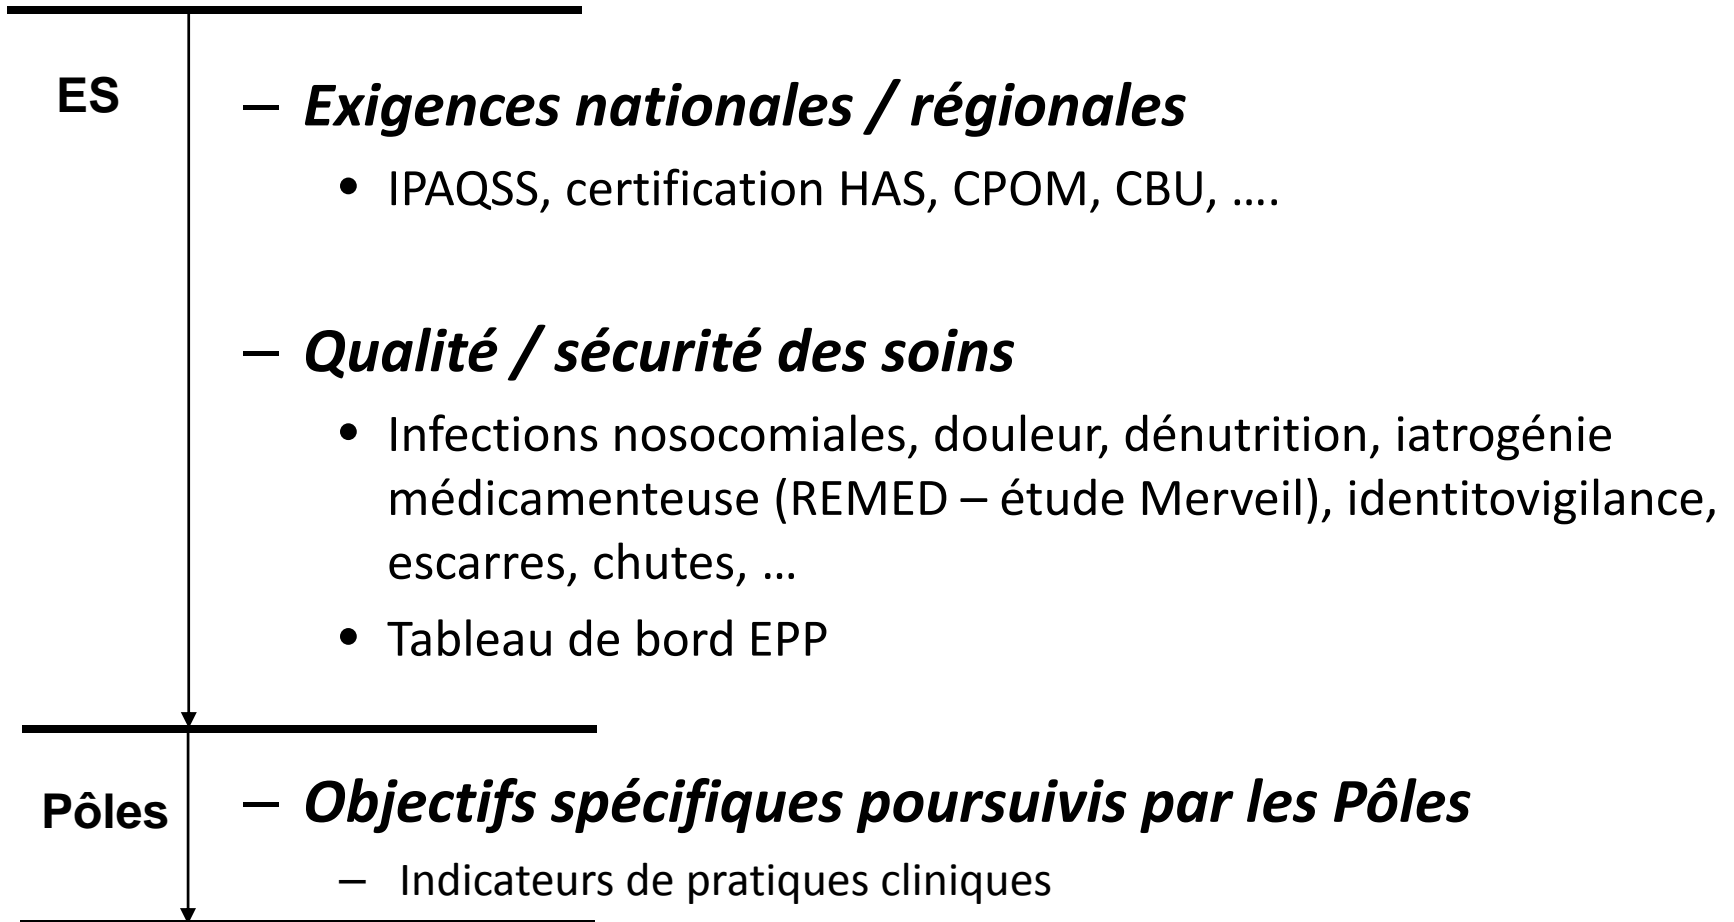 ES
– Exigences nationales / régionales
• IPAQSS, certification HAS, CPOM, CBU, ….
– Qualité / sécurité des soins
• Infections nosocomiales, douleur, dénutrition, iatrogénie
médicamenteuse (REMED – étude Merveil), identitovigilance,
escarres, chutes, …
• Tableau de bord EPP
Pôles
– Objectifs spécifiques poursuivis par les Pôles
– Indicateurs de pratiques cliniques